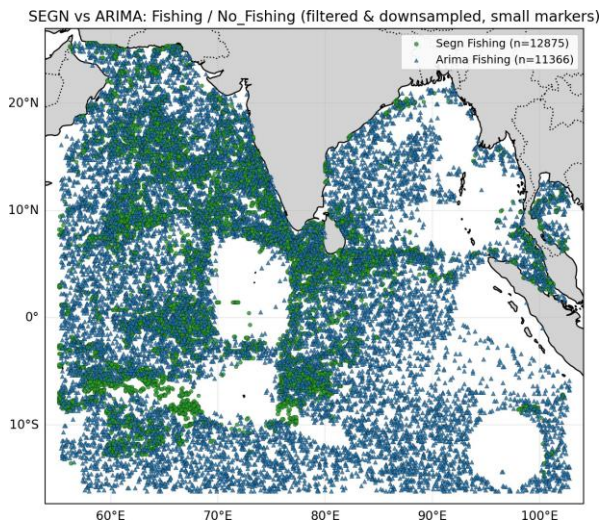 SEGN vs ARIMA: Fishing / No_Fishing (filtered & downsampled, small markers)
Segn Fishing (n=12875)
Arima Fishing (n=11366)
20°N
10°N
0°
10°S
60°E
70°E
80°E
90°E
100°E